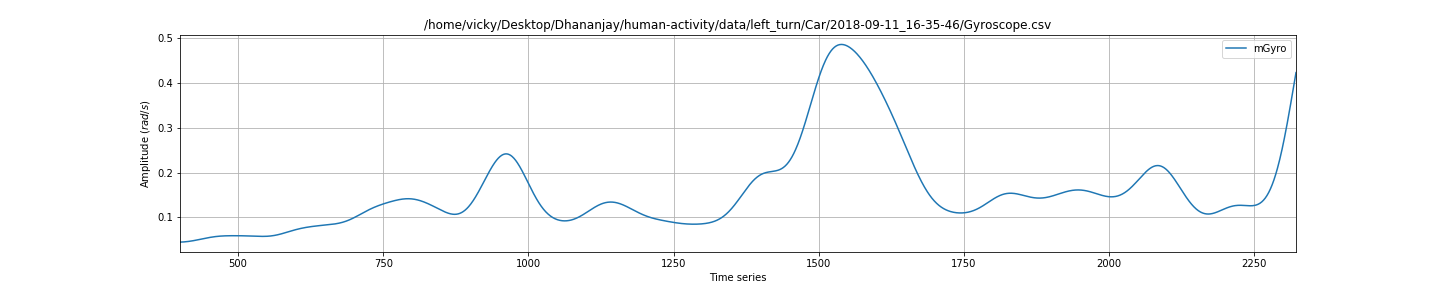 /home/vicky/Desktop/Dhananjay/human-activity/data/left_turn/Car/2018-09-11_16-35-46/Gyroscope.csv
mGyro
Amplitude (rad/s)
0.5
0.4
0.3
0.2
0.1
500 750 1000 1250 1500 1750 2000 2250
Time series